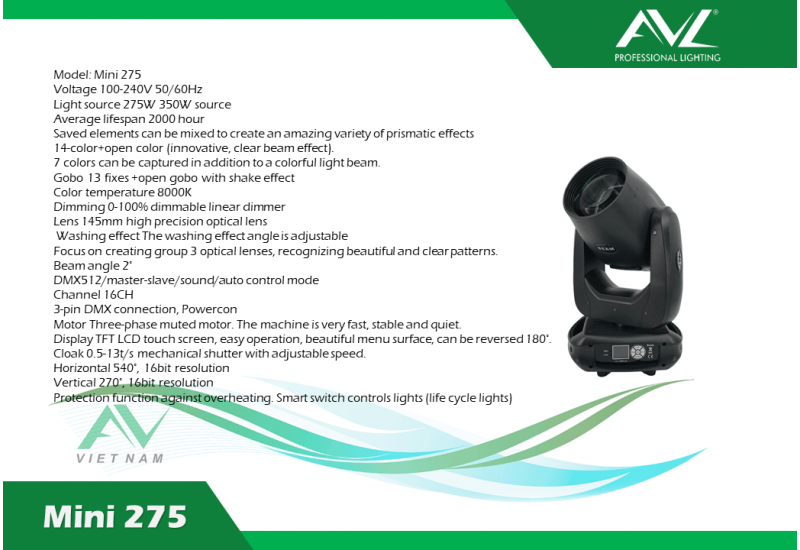 AVL®
PROFESSIONAL LIGHTING
Model: Mini 275
Voltage 100-240V 50/60Hz
Light source 275W 350W source
Average lifespan 2000 hour
Saved elements can be mixed to create an amazing variety of prismatic effects
14-color+open color (innovative, clear beam effect).
7 colors can be captured in addition to a colorful light beam.
Gobo 13 fixes +open gobo with shake effect
Color temperature 8000K
Dimming 0-100% dimmable linear dimmer
Lens 145mm high precision optical lens
Washing effect The washing effect angle is adjustable
Focus on creating group 3 optical lenses, recognizing beautiful and clear patterns.
Beam angle 2°
DMX512/master-slave/sound/auto control mode
Channel 16CH
3-pin DMX connection, Powercon
Motor Three-phase muted motor. The machine is very fast, stable and quiet.
Display TFT LCD touch screen, easy operation, beautiful menu surface, can be reversed 180°.
Cloak 0.5-13t/s mechanical shutter with adjustable speed.
Horizontal 540°, 16bit resolution
Vertical 270°, 16bit resolution
Protection function against overheating. Smart switch controls lights (life cycle lights)
BEAM
AV
VIETNAM
Mini 275